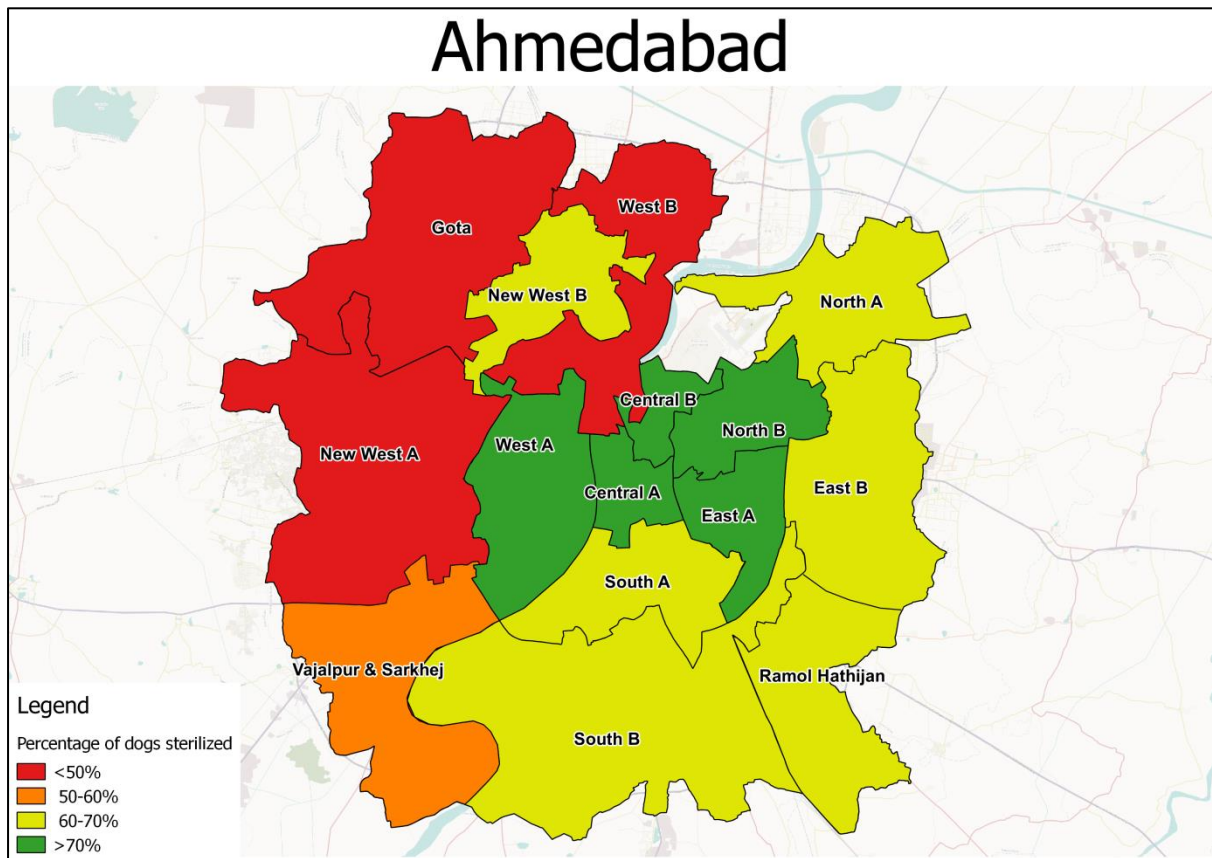 Ahmedabad
West B
Gota
New West B
North A
Central B
North B
West A
New West A
East B
Central A
East A
South A
Vajalpur & Sarkhej
Ramol Hathijan
South B
Legend
Percentage of dogs sterilized
<50%
50-60%
60-70%
>70%